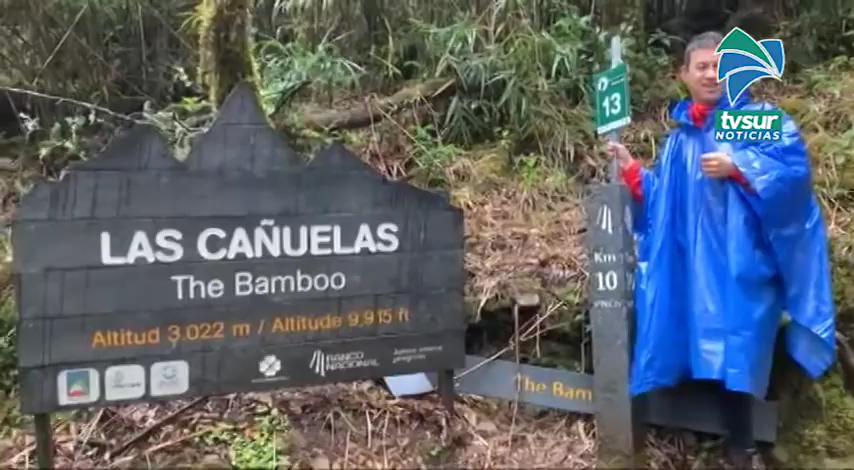 LAS CAÑUELAS
The Bamboo
Altitud 3,022 m / Altitude 9,915 ft
BANCO
NACIONAL
13
Km
10
The Bam
tvsur
NOTICIAS